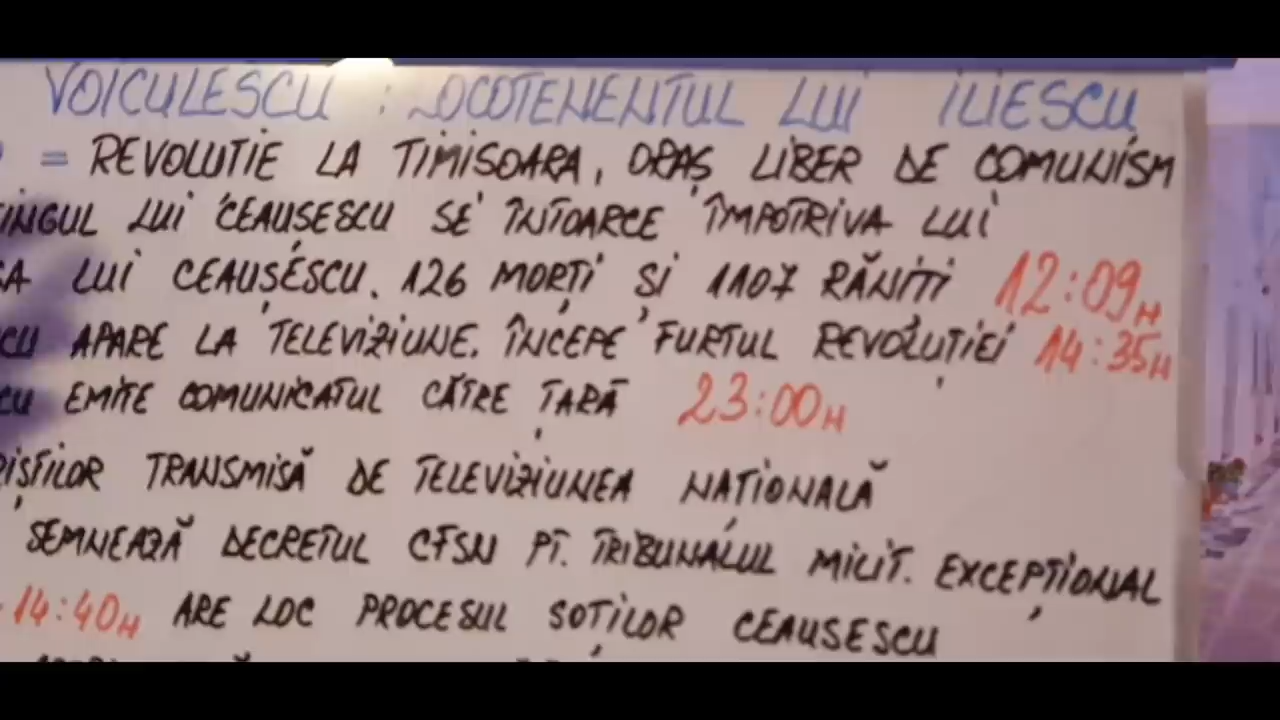 VOICULESCU : LOCOTENENTUL LUI ILIESCU
= REVOLUTIE LA TIMISOARA, ORAȘ LIBER DE COMUNISM
LUI CEAUSESCU SE ÎNTOARCE ÎMPOTRIVA LUI
LUI CEAUȘESCU. 126 MORȚI ȘI 1107 RĂNIȚI 12:09H
APARE LA TELEVIZIUNE. ÎNCEPE FURTUL REVOLUȚIEI 14:35H
EMITE COMUNICATUL CĂTRE ȚARĂ 23:00H
TRANSMISĂ DE TELEVIZIUNEA NAȚIONALĂ
SEMNEAZĂ DECRETUL CFSN PT. TRIBUNALUL MILIT. EXCEPȚIONAL
14:40H ARE LOC PROCESUL SOȚILOR CEAUSESCU